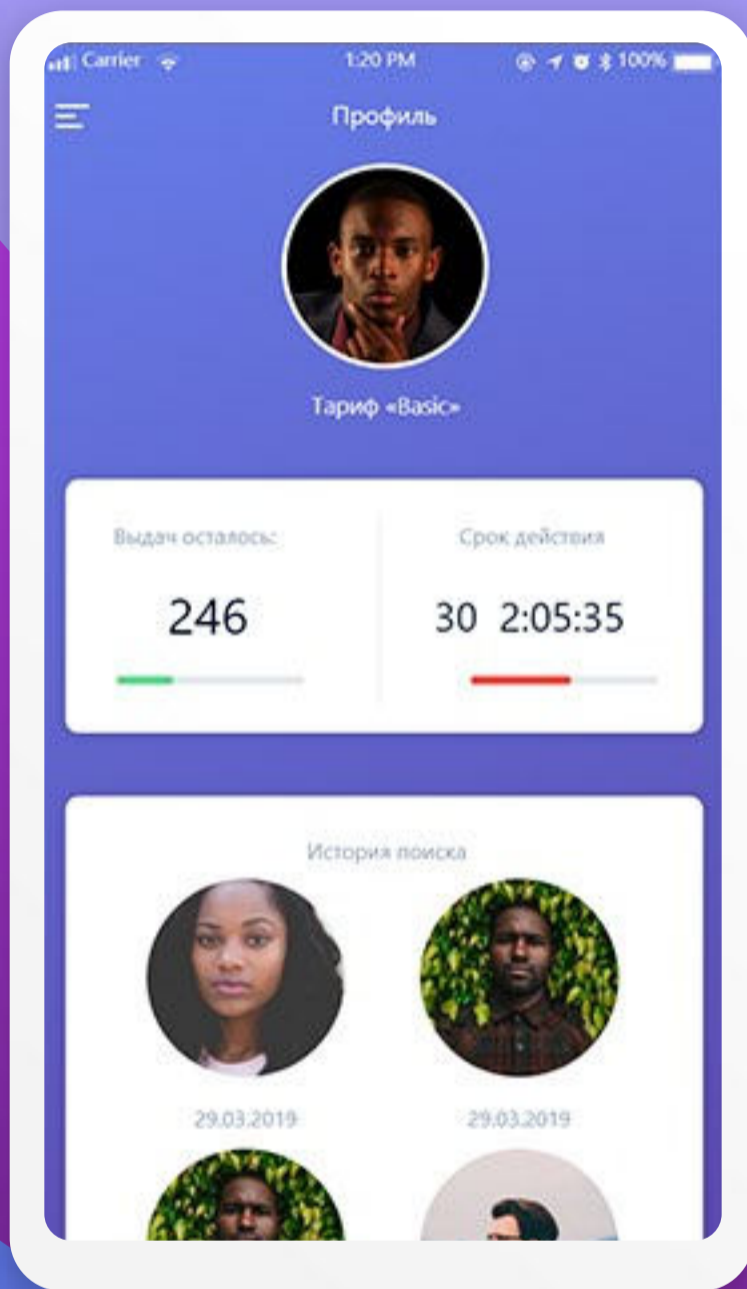 Carrier 1:20 PM 100%
Профиль
Тариф «Basic»
Выдач осталось:
Срок действия
246
30 2:05:35
История поиска
29.03.2019
29.03.2019